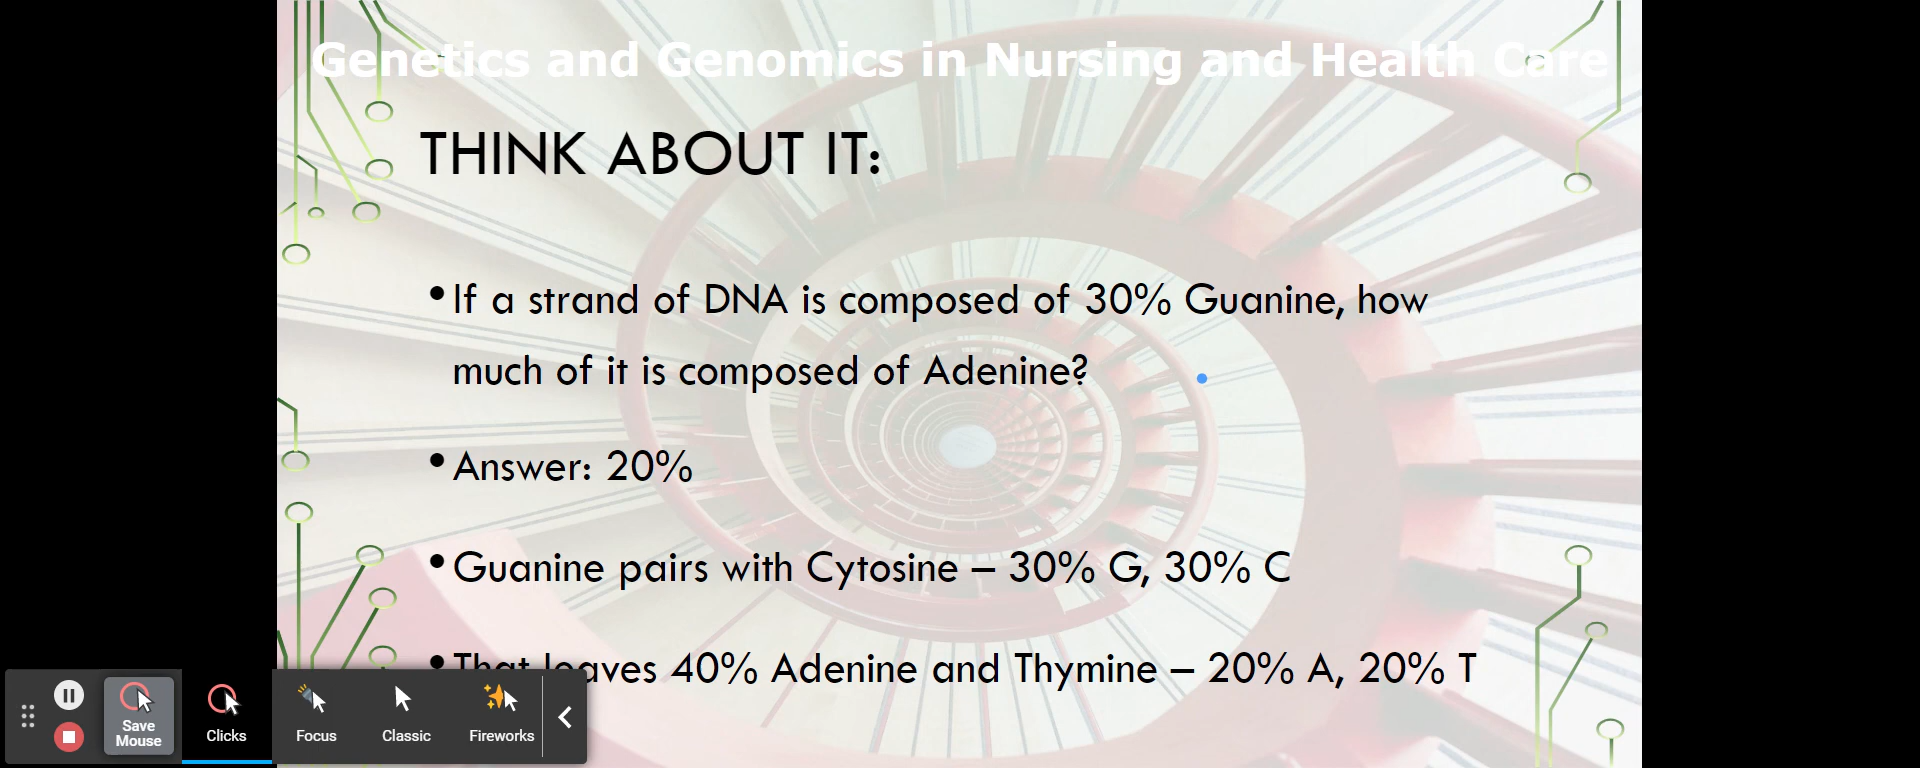 Genetics and Genomics in Nursing and Health Care
THINK ABOUT IT:
•If a strand of DNA is composed of 30% Guanine, how
much of it is composed of Adenine?
•Answer: 20%
•Guanine pairs with Cytosine – 30% G, 30% C
•That leaves 40% Adenine and Thymine – 20% A, 20% T
Save
Mouse
Clicks
Focus
Classic
Fireworks